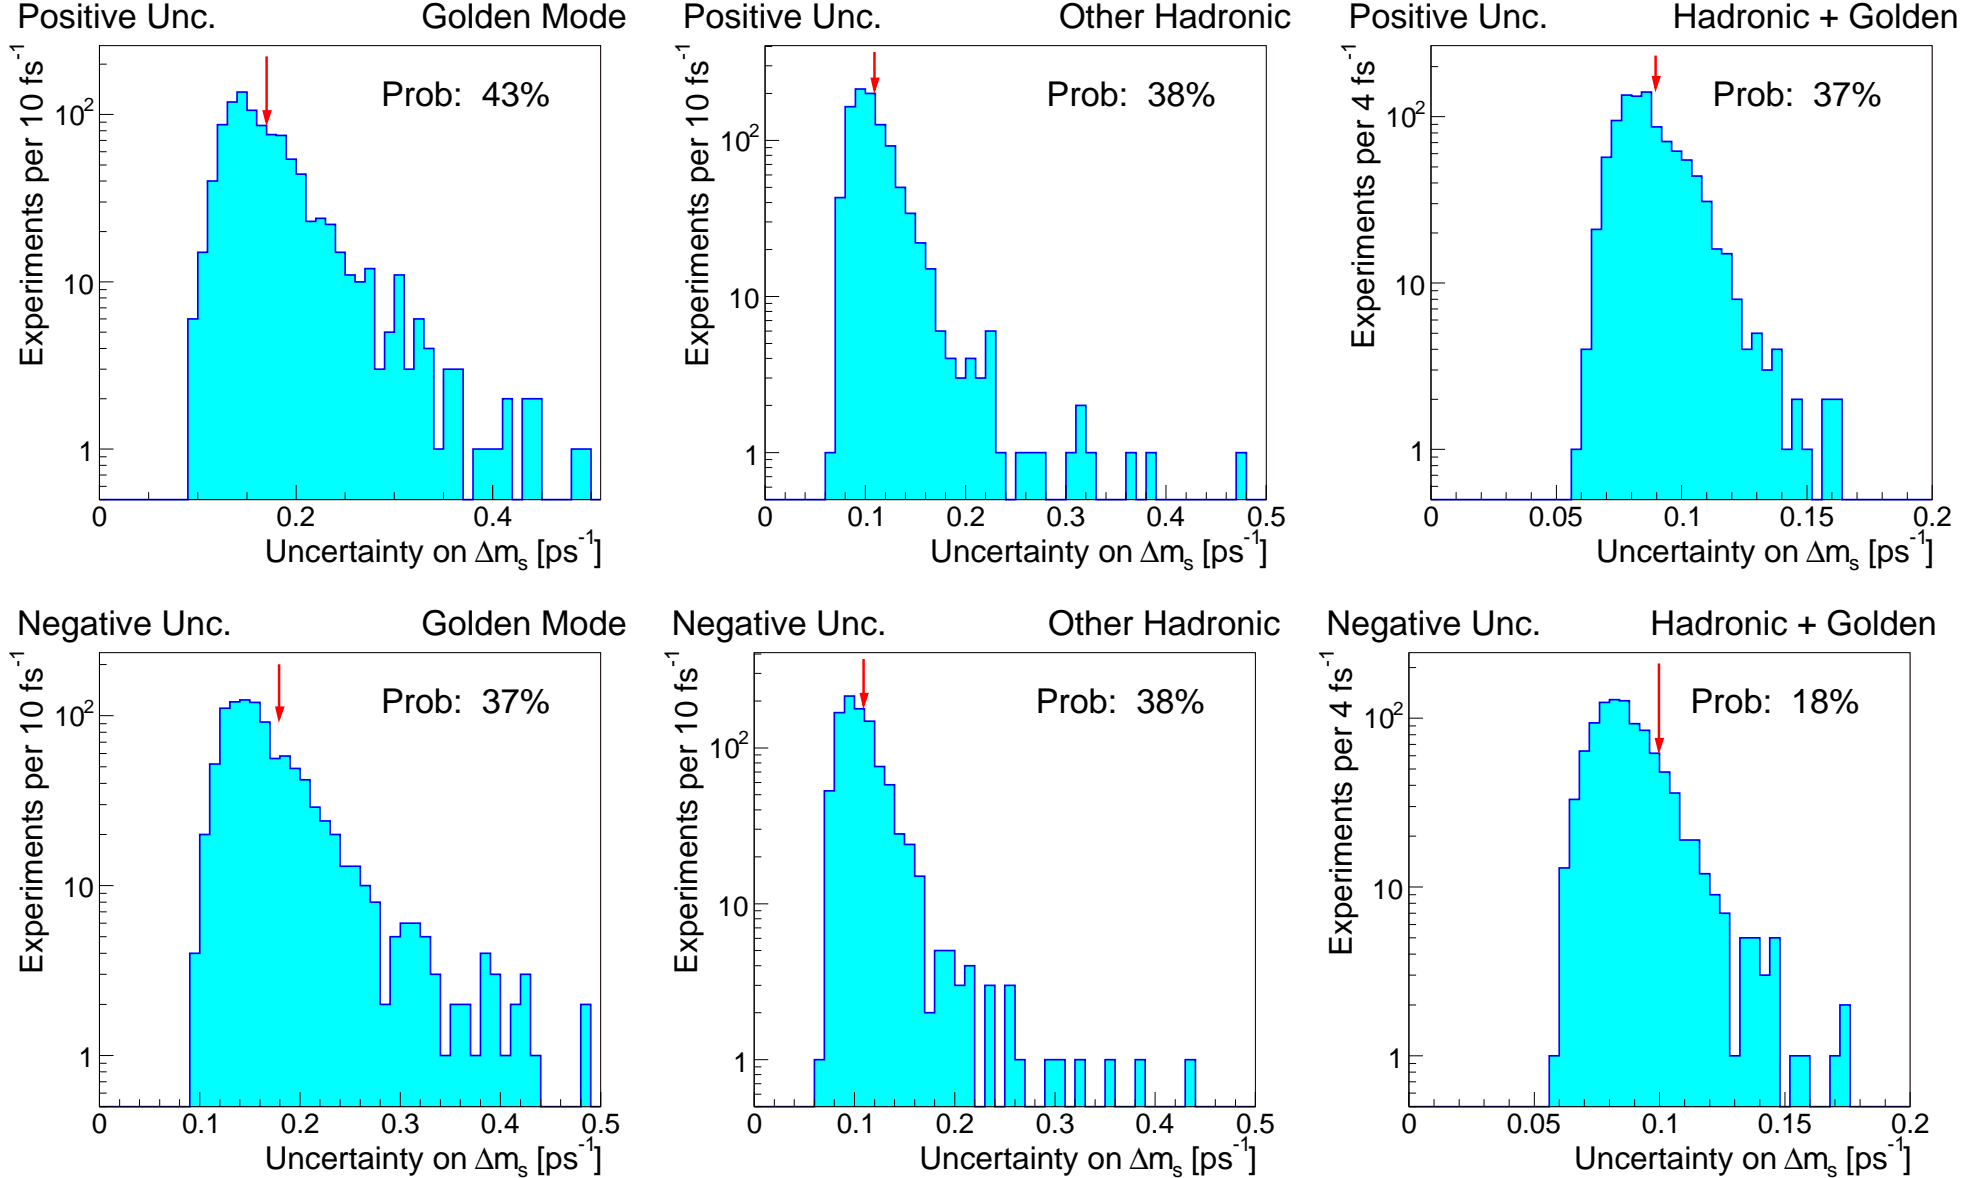 Positive Unc. Golden Mode
Prob: 43%
Experiments per 10 fs⁻¹
10²
10
1
0 0.2 0.4
Uncertainty on Δmₛ [ps⁻¹]
Positive Unc. Other Hadronic
Prob: 38%
Experiments per 10 fs⁻¹
10²
10
1
0 0.1 0.2 0.3 0.4 0.5
Uncertainty on Δmₛ [ps⁻¹]
Positive Unc. Hadronic + Golden
Prob: 37%
Experiments per 4 fs⁻¹
10²
10
1
0 0.05 0.1 0.15 0.2
Uncertainty on Δmₛ [ps⁻¹]
Negative Unc. Golden Mode
Prob: 37%
Experiments per 10 fs⁻¹
10²
10
1
0 0.1 0.2 0.3 0.4 0.5
Uncertainty on Δmₛ [ps⁻¹]
Negative Unc. Other Hadronic
Prob: 38%
Experiments per 10 fs⁻¹
10²
10
1
0 0.1 0.2 0.3 0.4 0.5
Uncertainty on Δmₛ [ps⁻¹]
Negative Unc. Hadronic + Golden
Prob: 18%
Experiments per 4 fs⁻¹
10²
10
1
0 0.05 0.1 0.15 0.2
Uncertainty on Δmₛ [ps⁻¹]